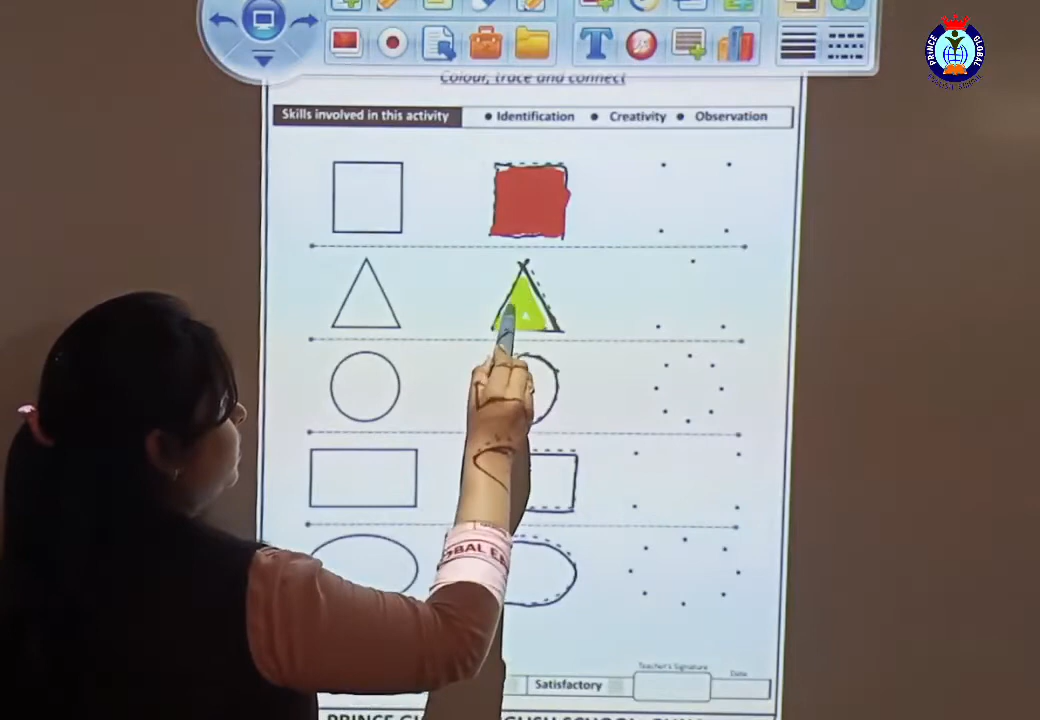 PRINCE GLOBAL
Colour, trace and connect
Skills involved in this activity • Identification • Creativity • Observation
Teacher's Signature
Date
Satisfactory